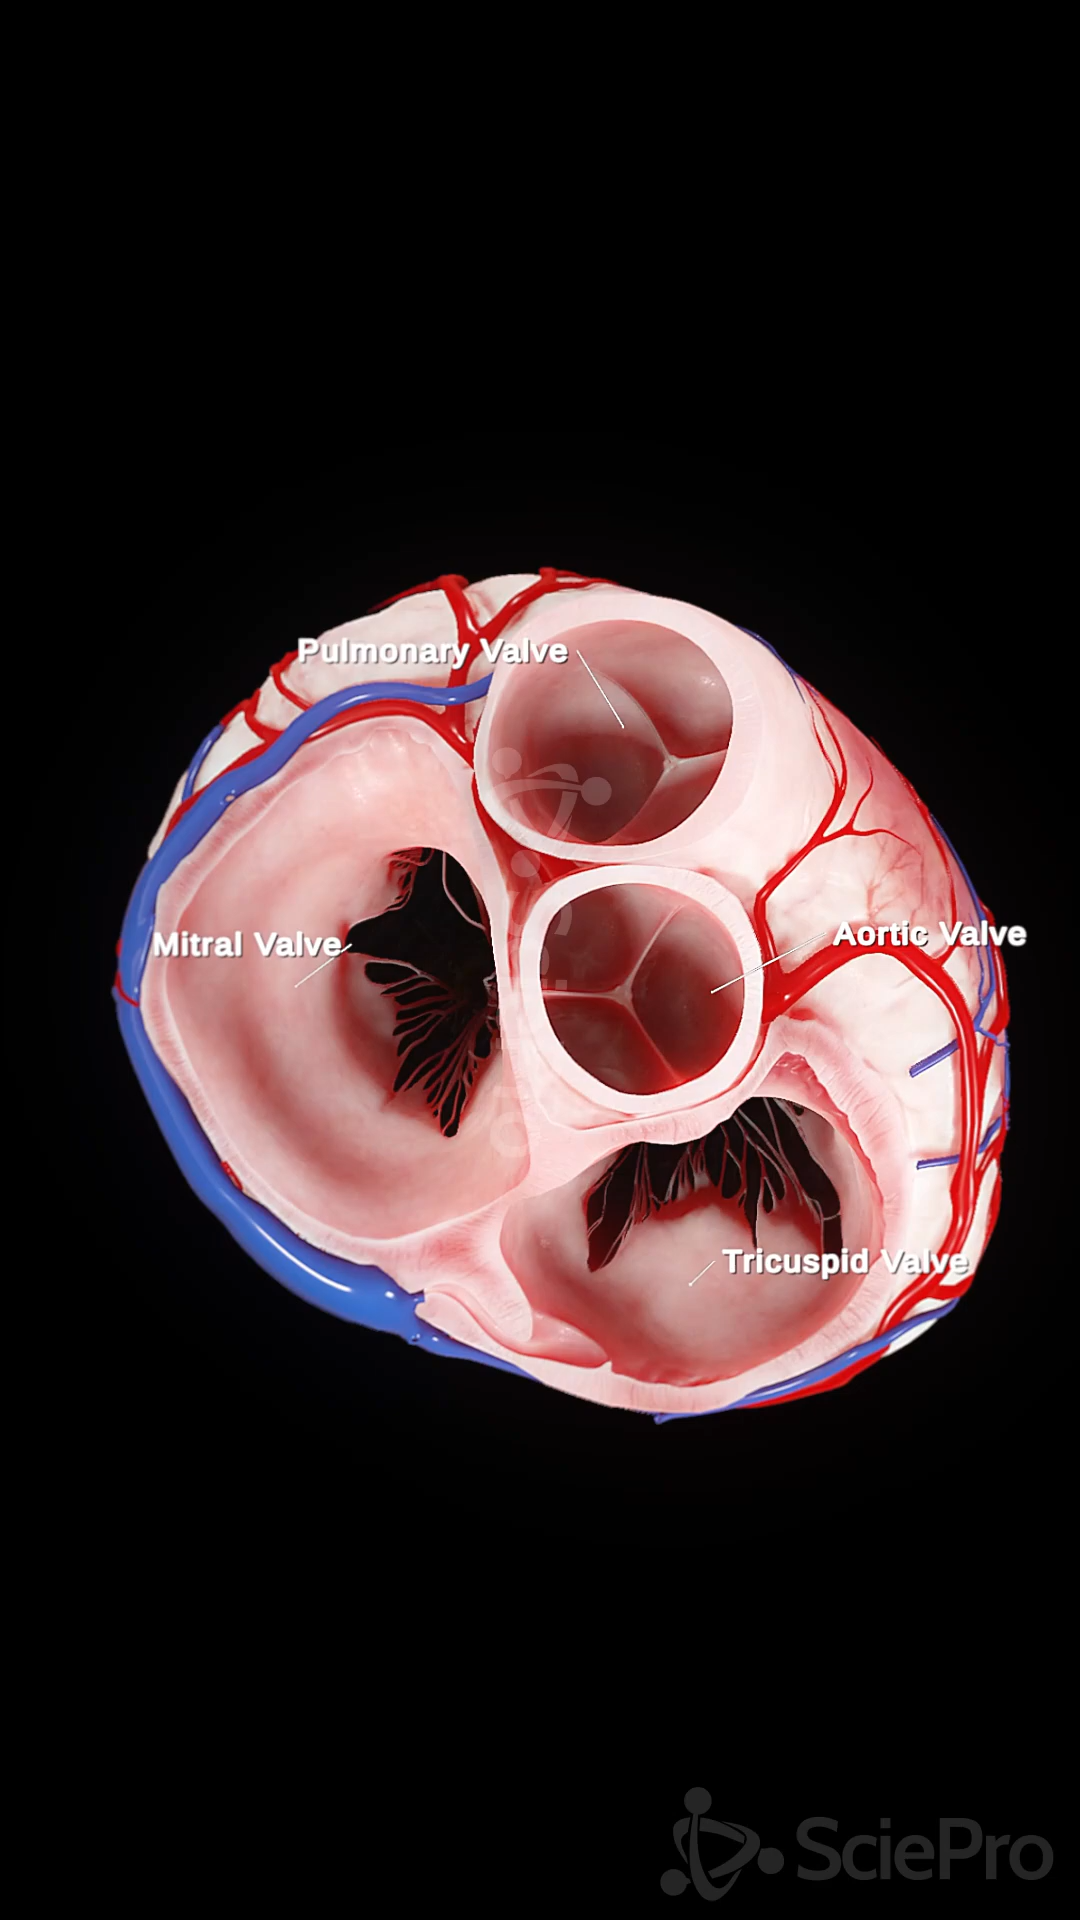 Pulmonary Valve
Mitral Valve
Aortic Valve
Tricuspid Valve
SciePro